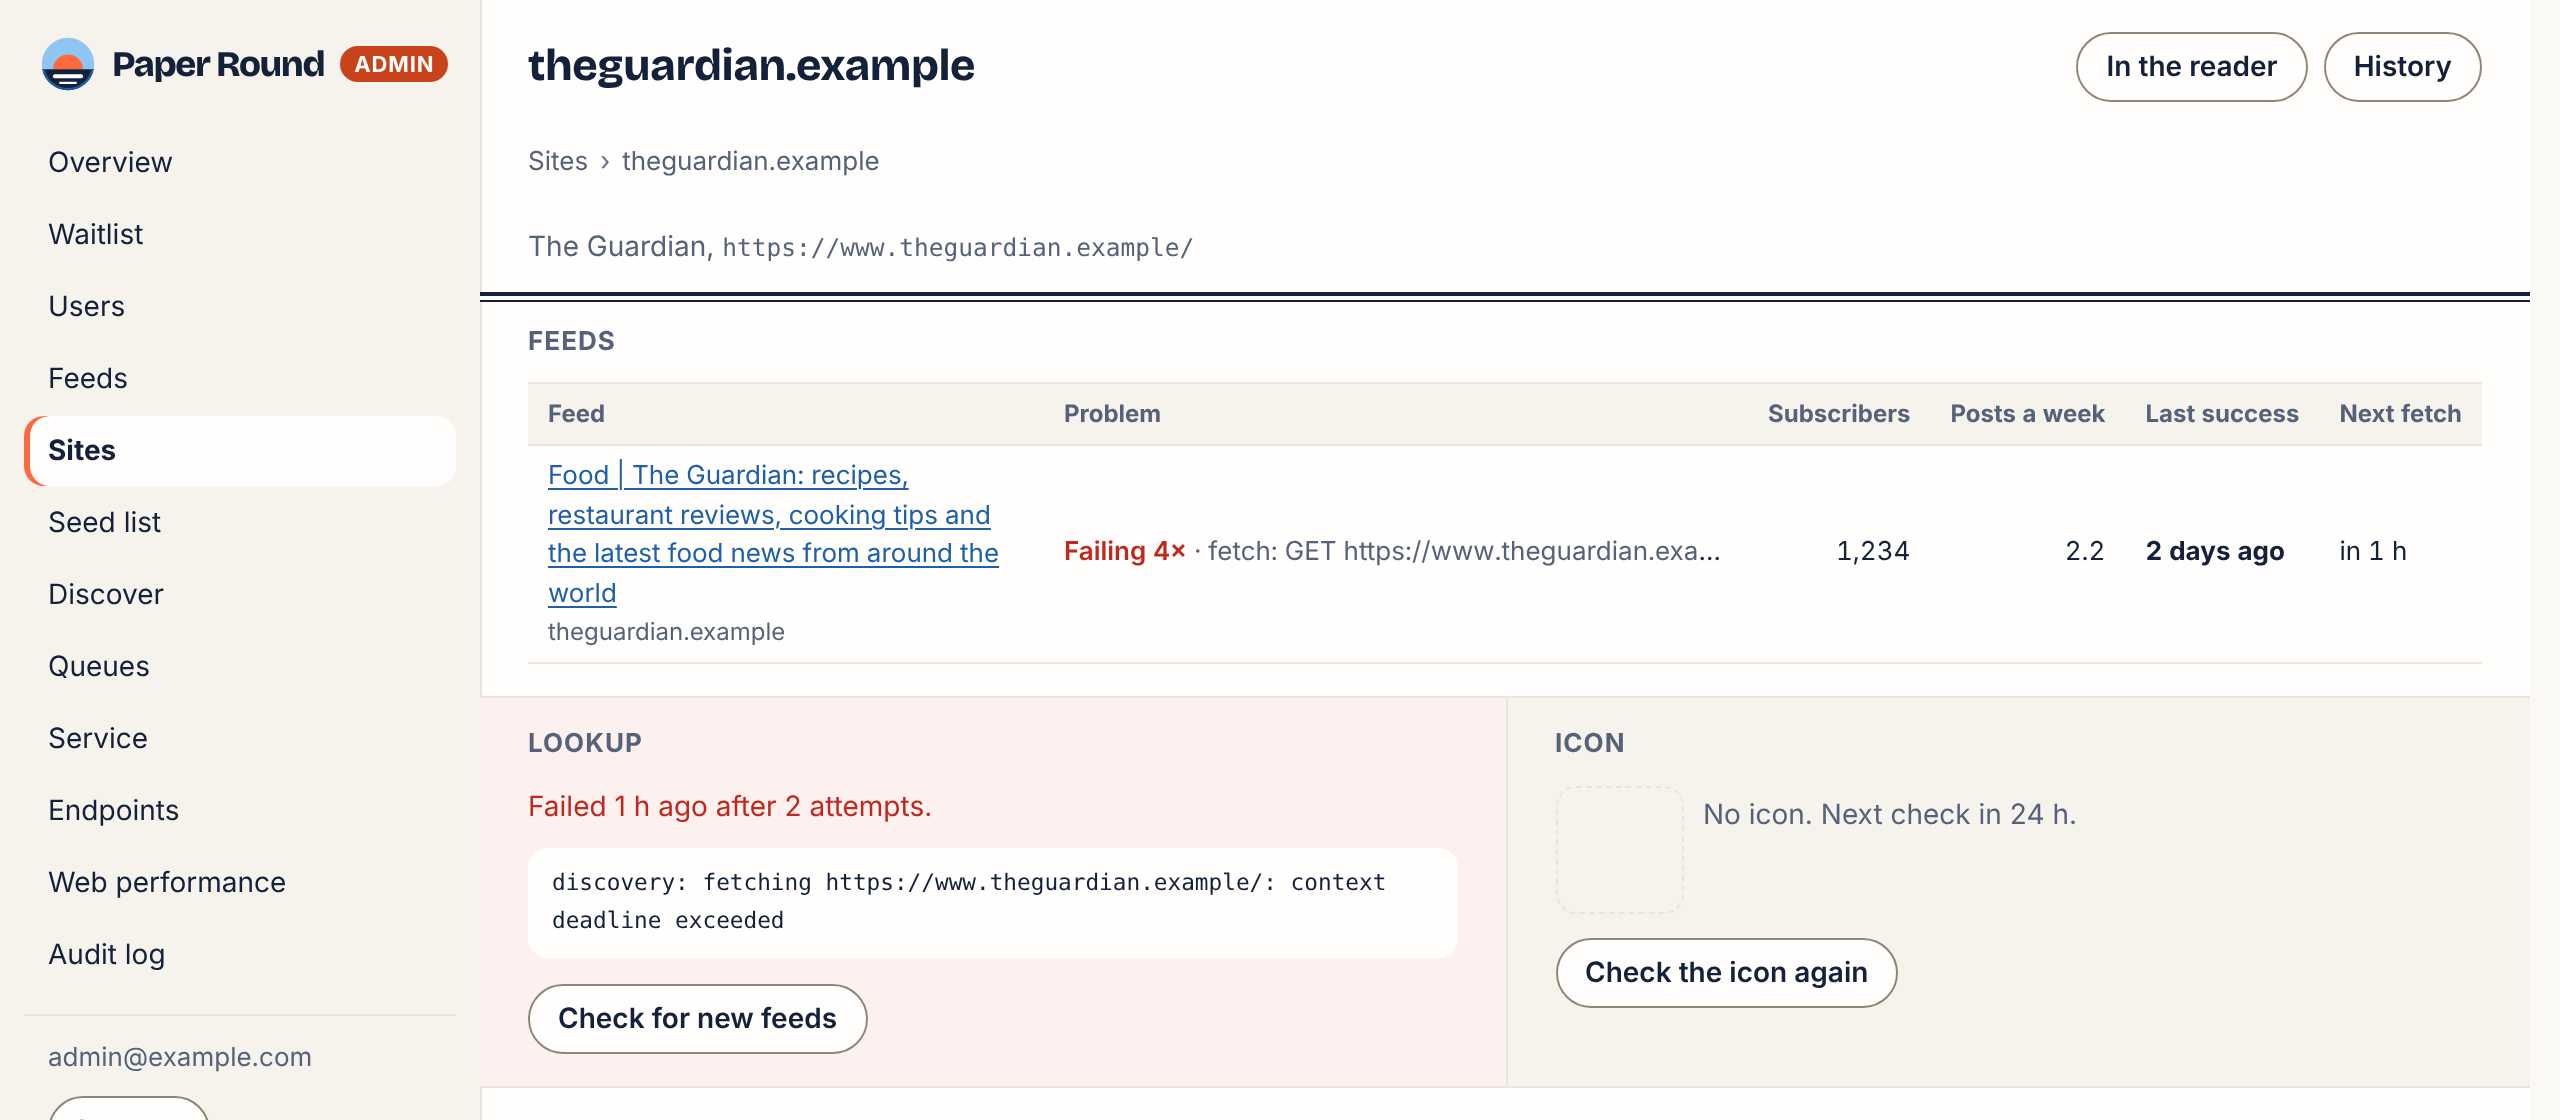 Paper Round ADMIN
Overview
Waitlist
Users
Feeds
Sites
Seed list
Discover
Queues
Service
Endpoints
Web performance
Audit log
admin@example.com
theguardian.example
In the reader
History
Sites › theguardian.example
The Guardian, https://www.theguardian.example/
FEEDS
Feed Problem Subscribers Posts a week Last success Next fetch
Food | The Guardian: recipes,
restaurant reviews, cooking tips and
the latest food news from around the
world
theguardian.example
Failing 4× · fetch: GET https://www.theguardian.exa… 1,234 2.2 2 days ago in 1 h
LOOKUP
Failed 1 h ago after 2 attempts.
discovery: fetching https://www.theguardian.example/: context
deadline exceeded
Check for new feeds
ICON
No icon. Next check in 24 h.
Check the icon again